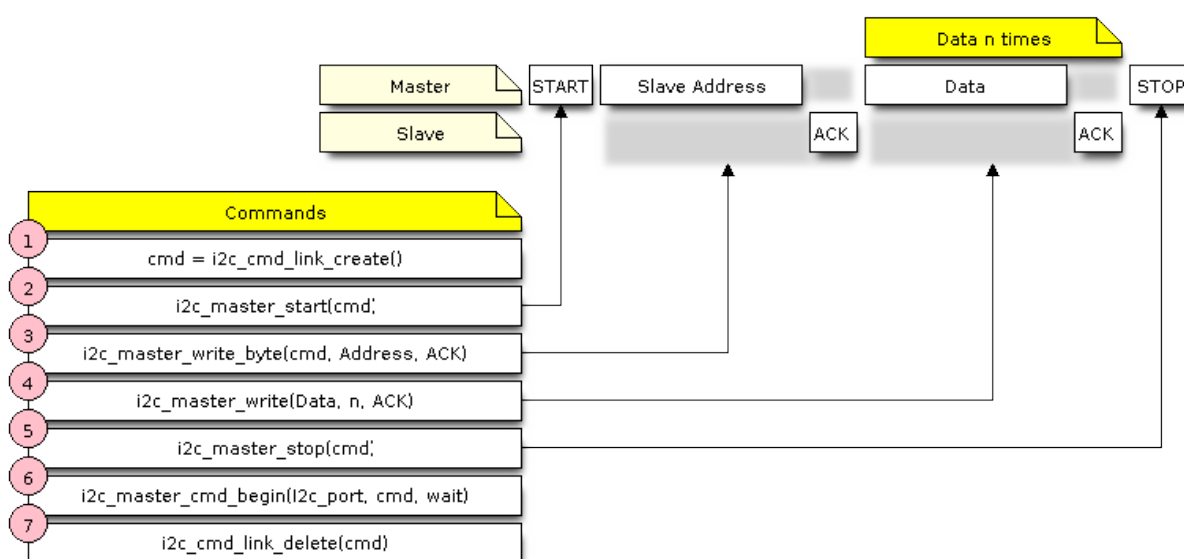 Data n times
Master START Slave Address Data STOP
Slave ACK ACK
Commands
1
cmd = i2c_cmd_link_create()
2
i2c_master_start(cmd;
3
i2c_master_write_byte(cmd, Address, ACK)
4
i2c_master_write(Data, n, ACK)
5
i2c_master_stop(cmd;
6
i2c_master_cmd_begin(I2c_port, cmd, wait)
7
i2c_cmd_link_delete(cmd)